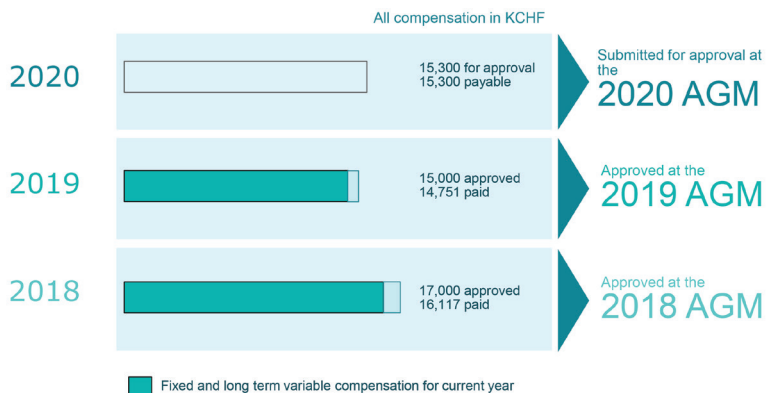 All compensation in KCHF
2020
15,300 for approval
15,300 payable
Submitted for approval at
the
2020 AGM
2019
15,000 approved
14,751 paid
Approved at the
2019 AGM
2018
17,000 approved
16,117 paid
Approved at the
2018 AGM
Fixed and long term variable compensation for current year